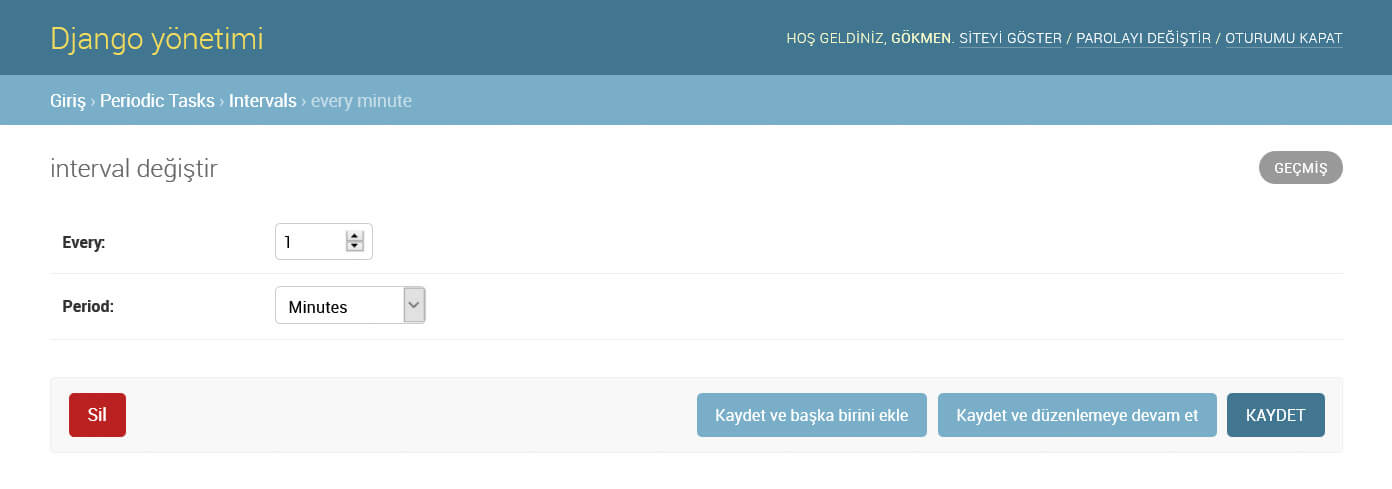 Django yönetimi
HOŞ GELDİNİZ, GÖKMEN. SİTEYİ GÖSTER / PAROLAYI DEĞİŞTİR / OTURUMU KAPAT
Giriş › Periodic Tasks › Intervals › every minute
interval değiştir
GEÇMİŞ
Every:
1
Period:
Minutes
Sil
Kaydet ve başka birini ekle
Kaydet ve düzenlemeye devam et
KAYDET